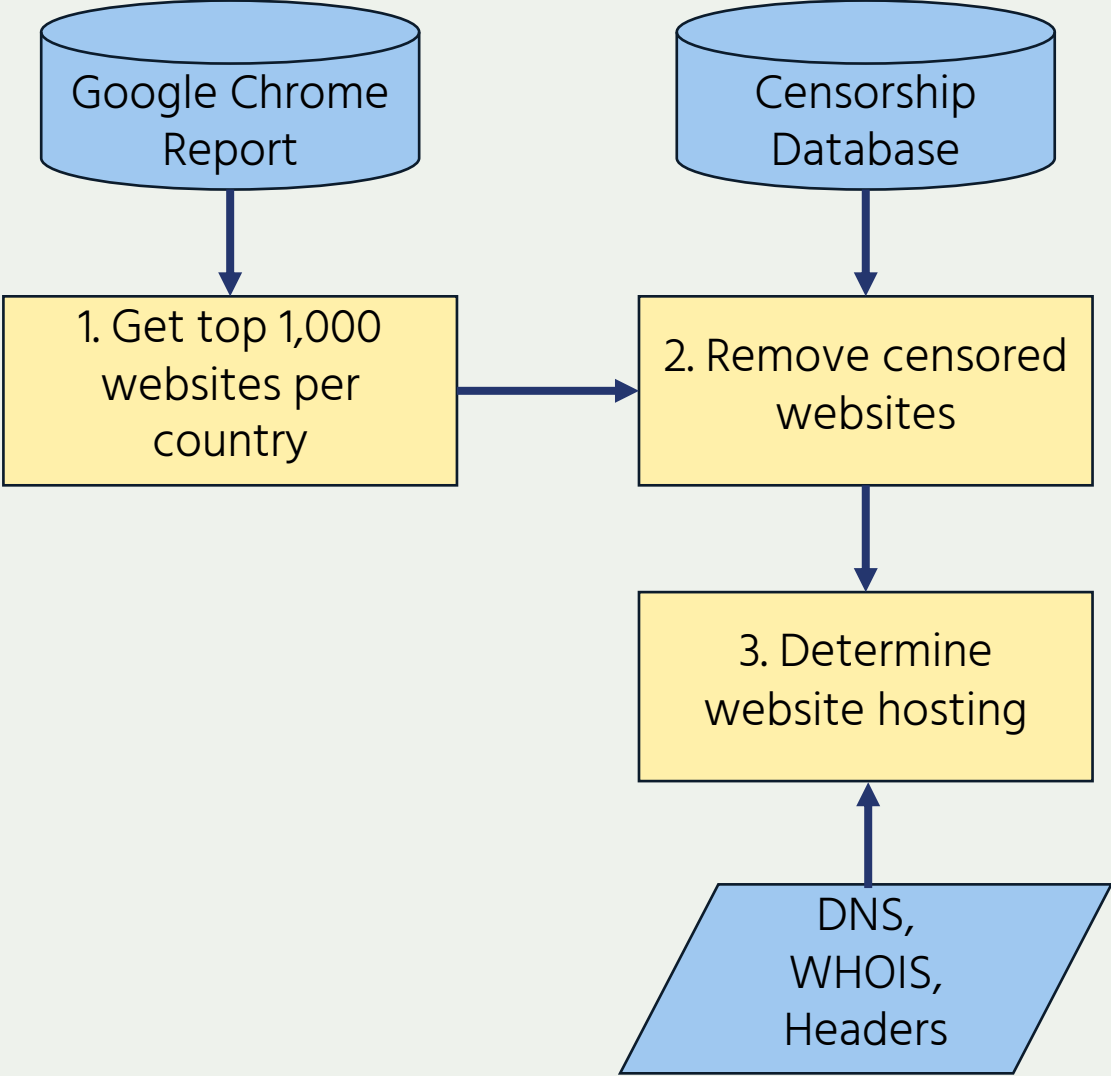 Google Chrome
Report
Censorship
Database
1. Get top 1,000
websites per
country
2. Remove censored
websites
3. Determine
website hosting
DNS,
WHOIS,
Headers